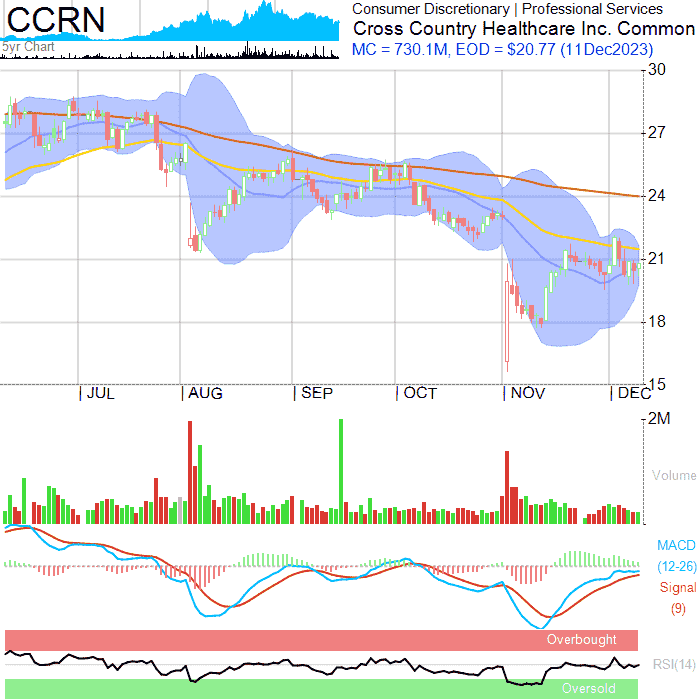 CCRN
Consumer Discretionary | Professional Services
Cross Country Healthcare Inc. Common
MC = 730.1M, EOD = $20.77 (11Dec2023)
5yr Chart
30
27
24
21
18
15
| JUL | AUG | SEP | OCT | NOV | DEC
2M
Volume
MACD
(12-26)
Signal
(9)
Overbought
RSI(14)
Oversold